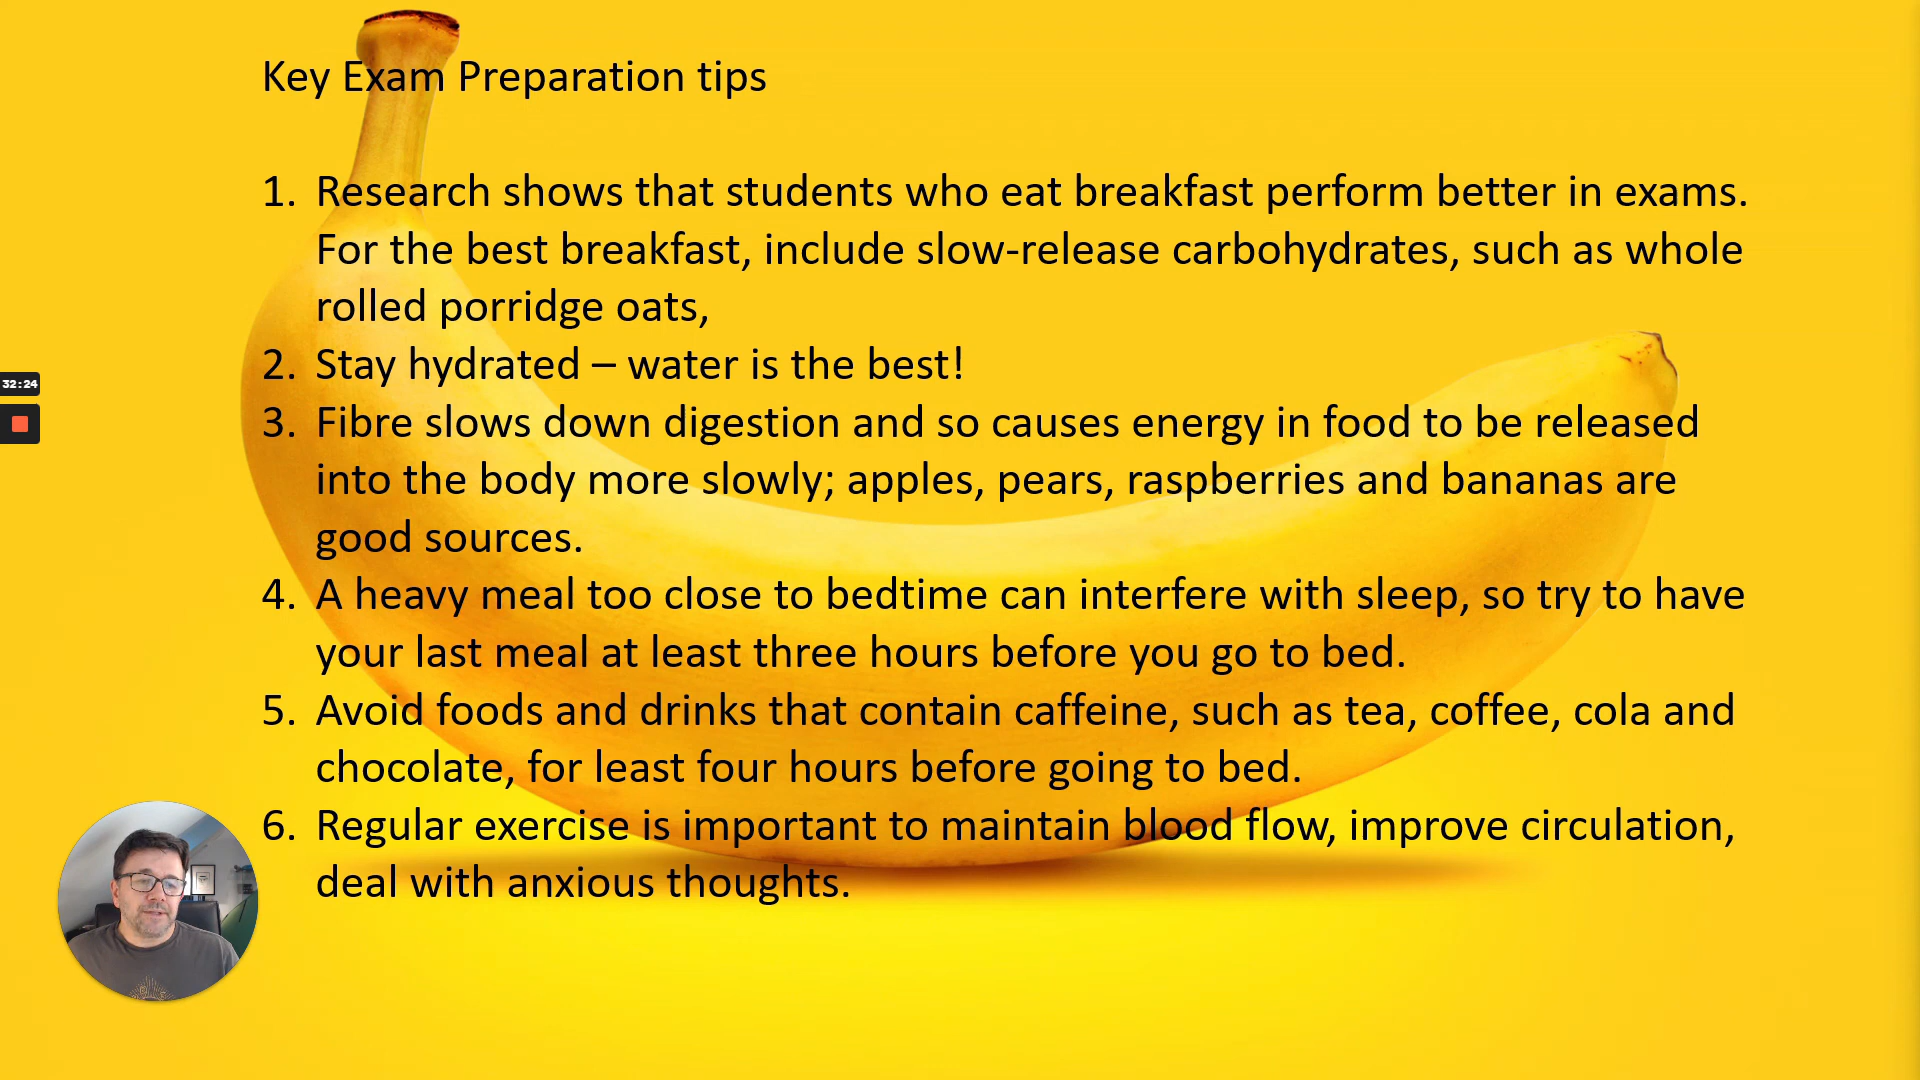 Key Exam Preparation tips
1. Research shows that students who eat breakfast perform better in exams.
For the best breakfast, include slow-release carbohydrates, such as whole
rolled porridge oats,
2. Stay hydrated – water is the best!
3. Fibre slows down digestion and so causes energy in food to be released
into the body more slowly; apples, pears, raspberries and bananas are
good sources.
4. A heavy meal too close to bedtime can interfere with sleep, so try to have
your last meal at least three hours before you go to bed.
5. Avoid foods and drinks that contain caffeine, such as tea, coffee, cola and
chocolate, for least four hours before going to bed.
6. Regular exercise is important to maintain blood flow, improve circulation,
deal with anxious thoughts.
32:24